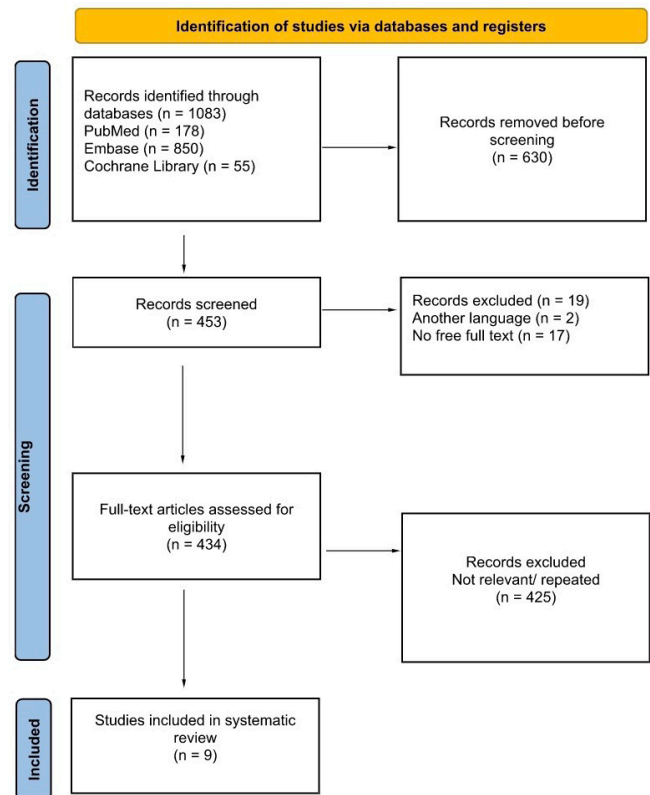 Identification of studies via databases and registers
Identification
Records identified through
databases (n = 1083)
PubMed (n = 178)
Embase (n = 850)
Cochrane Library (n = 55)
Records removed before
screening
(n = 630)
Screening
Records screened
(n = 453)
Records excluded (n = 19)
Another language (n = 2)
No free full text (n = 17)
Full-text articles assessed for
eligibility
(n = 434)
Records excluded
Not relevant/ repeated
(n = 425)
Included
Studies included in systematic
review
(n = 9)